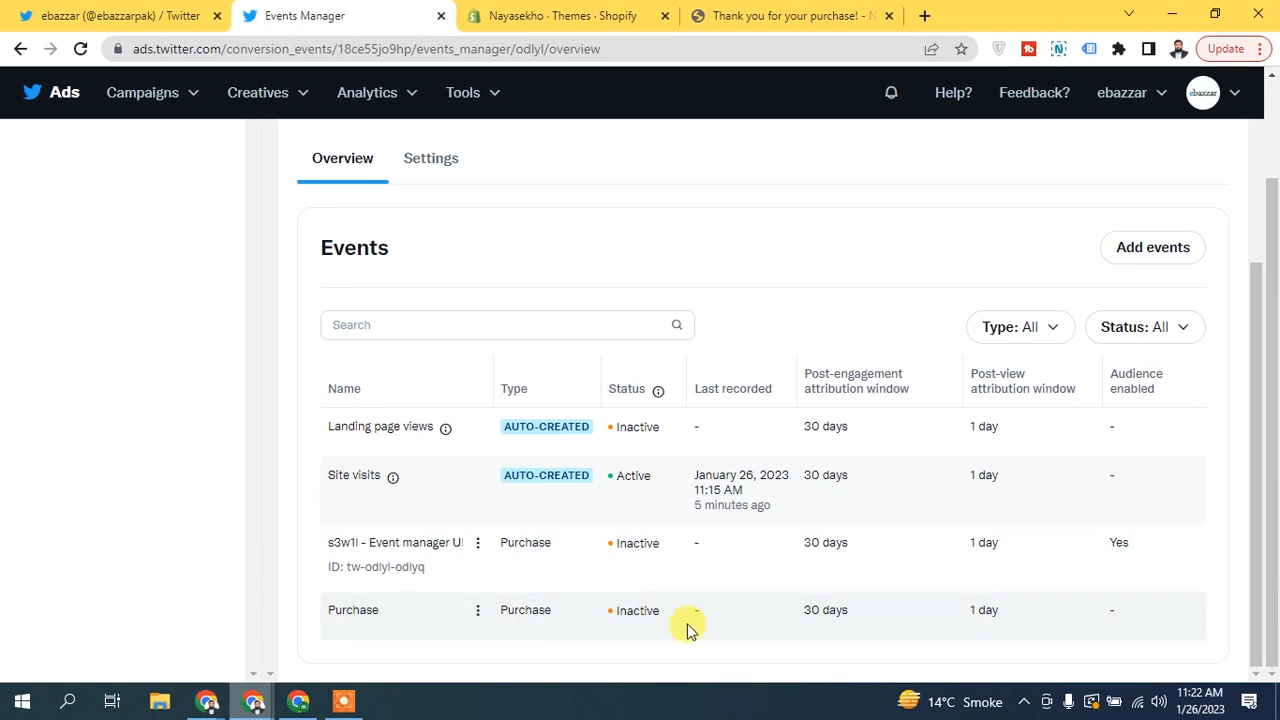 ebazzar (@ebazzarpak) / Twitter
Events Manager
Nayasekho · Themes · Shopify
Thank you for your purchase! - N
ads.twitter.com/conversion_events/18ce55jo9hp/events_manager/odlyl/overview
Update
Ads
Campaigns
Creatives
Analytics
Tools
Help?
Feedback?
ebazzar
ebazzar
Overview
Settings
Events
Add events
Search
Type: All
Status: All
Name
Type
Status
Last recorded
Post-engagement
attribution window
Post-view
attribution window
Audience
enabled
Landing page views
AUTO-CREATED
Inactive
-
30 days
1 day
-
Site visits
AUTO-CREATED
Active
January 26, 2023
11:15 AM
5 minutes ago
30 days
1 day
-
s3w1l - Event manager UI
ID: tw-odlyl-odlyq
Purchase
Inactive
-
30 days
1 day
Yes
Purchase
Purchase
Inactive
-
30 days
1 day
-
14°C Smoke
11:22 AM
1/26/2023